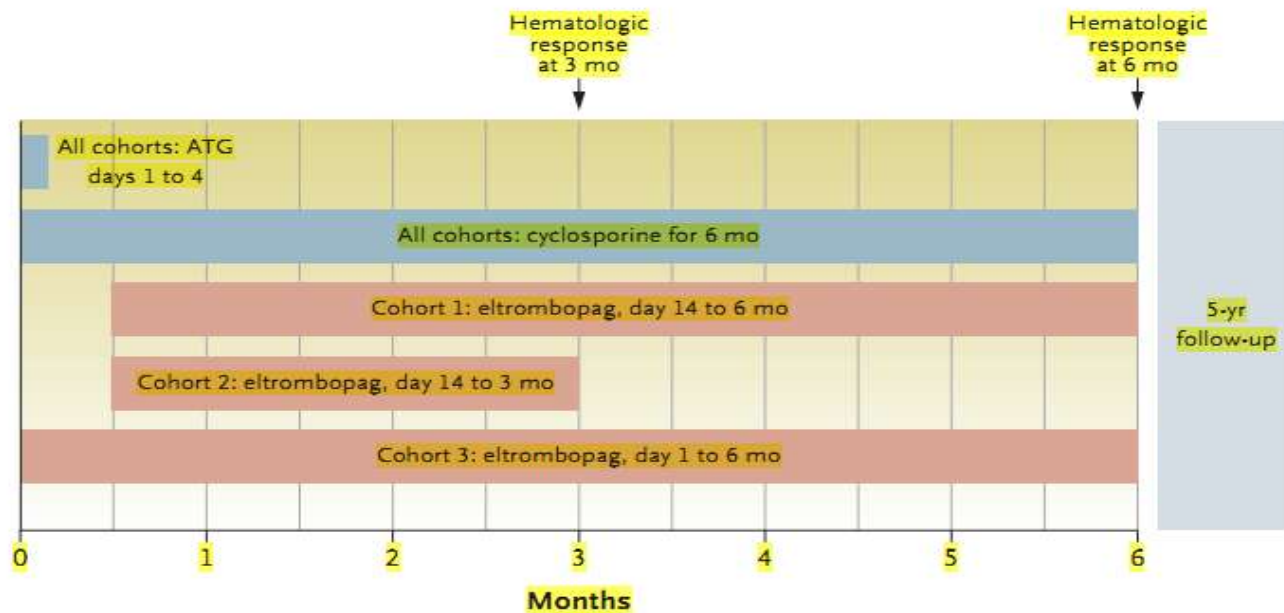 Hematologic
response
at 3 mo
Hematologic
response
at 6 mo
All cohorts: ATG
days 1 to 4
All cohorts: cyclosporine for 6 mo
Cohort 1: eltrombopag, day 14 to 6 mo
Cohort 2: eltrombopag, day 14 to 3 mo
Cohort 3: eltrombopag, day 1 to 6 mo
5-yr
follow-up
0 1 2 3 4 5 6
Months